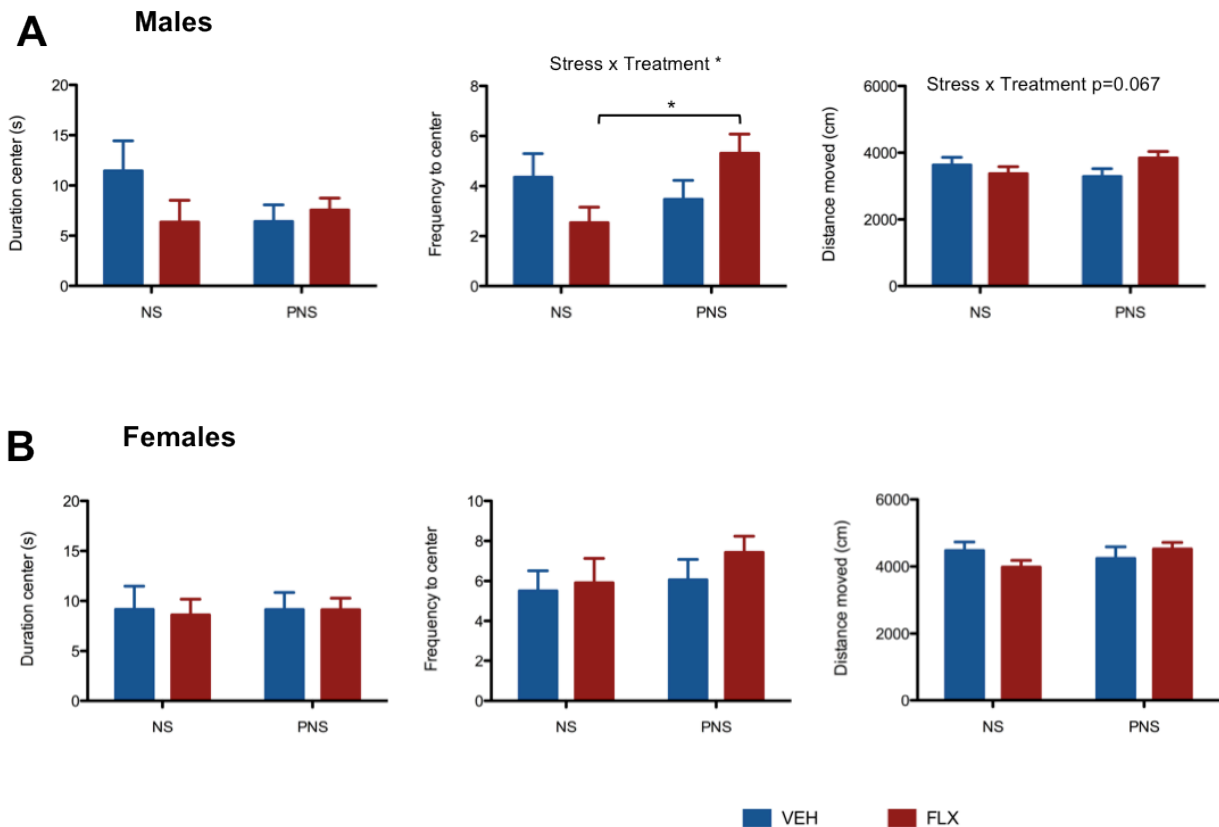 A
Males
Duration center (s)
20
15
10
5
0
NS
PNS
Stress x Treatment *
*
Frequency to center
8
6
4
2
0
NS
PNS
Stress x Treatment p=0.067
Distance moved (cm)
6000
4000
2000
0
NS
PNS
B
Females
Duration center (s)
20
15
10
5
0
NS
PNS
Frequency to center
10
8
6
4
2
0
NS
PNS
Distance moved (cm)
6000
4000
2000
0
NS
PNS
VEH
FLX